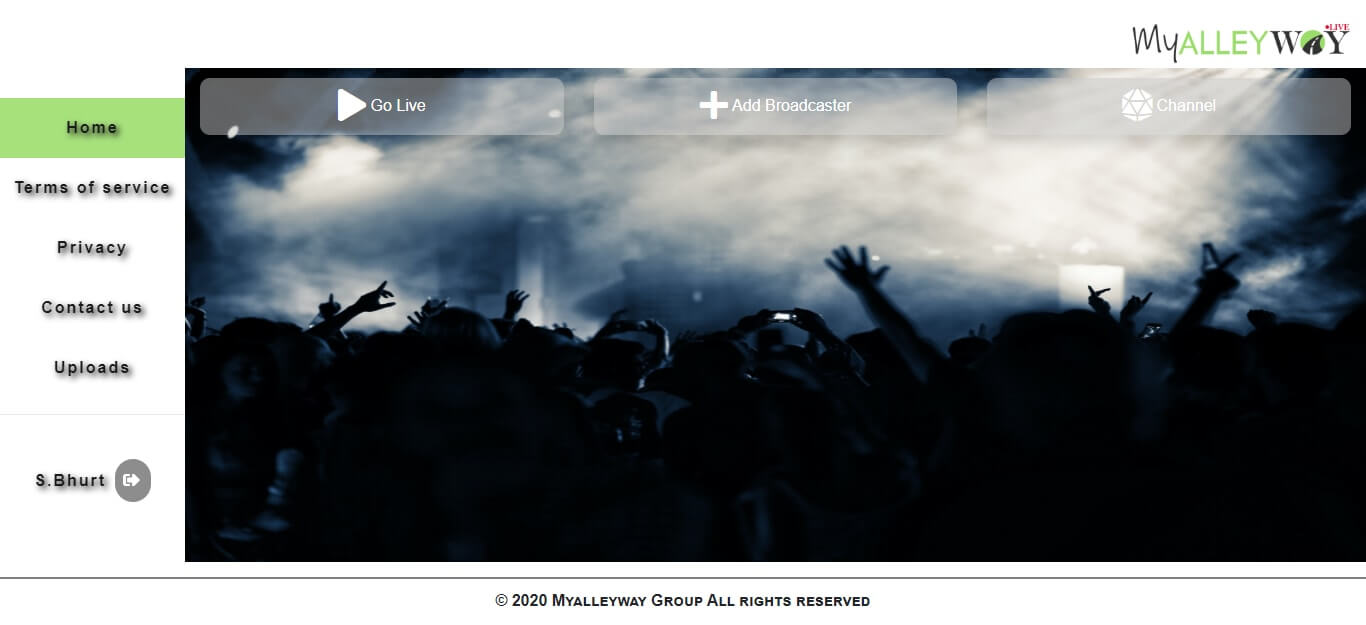 LIVE
MyALLEYWAY
Go Live
Add Broadcaster
Channel
Home
Terms of service
Privacy
Contact us
Uploads
S.Bhurt
© 2020 Myalleyway Group All rights reserved